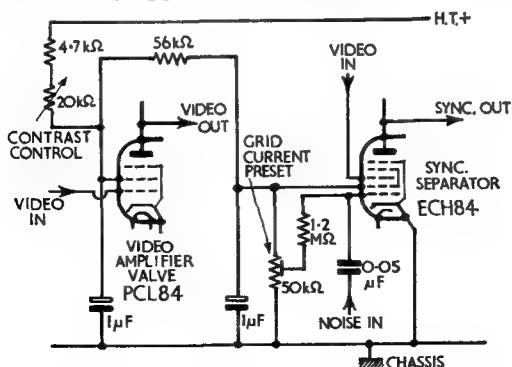 H.T.+
4·7kΩ
56kΩ
VIDEO
IN
20kΩ
VIDEO
OUT
SYNC. OUT
CONTRAST
CONTROL
GRID
CURRENT
PRESET
SYNC.
SEPARATOR
ECH84
VIDEO
IN
1·2
MΩ
VIDEO
AMPLIFIER
VALVE
PCL84
50kΩ
0·05
μF
1μF
1μF
NOISE IN
CHASSIS